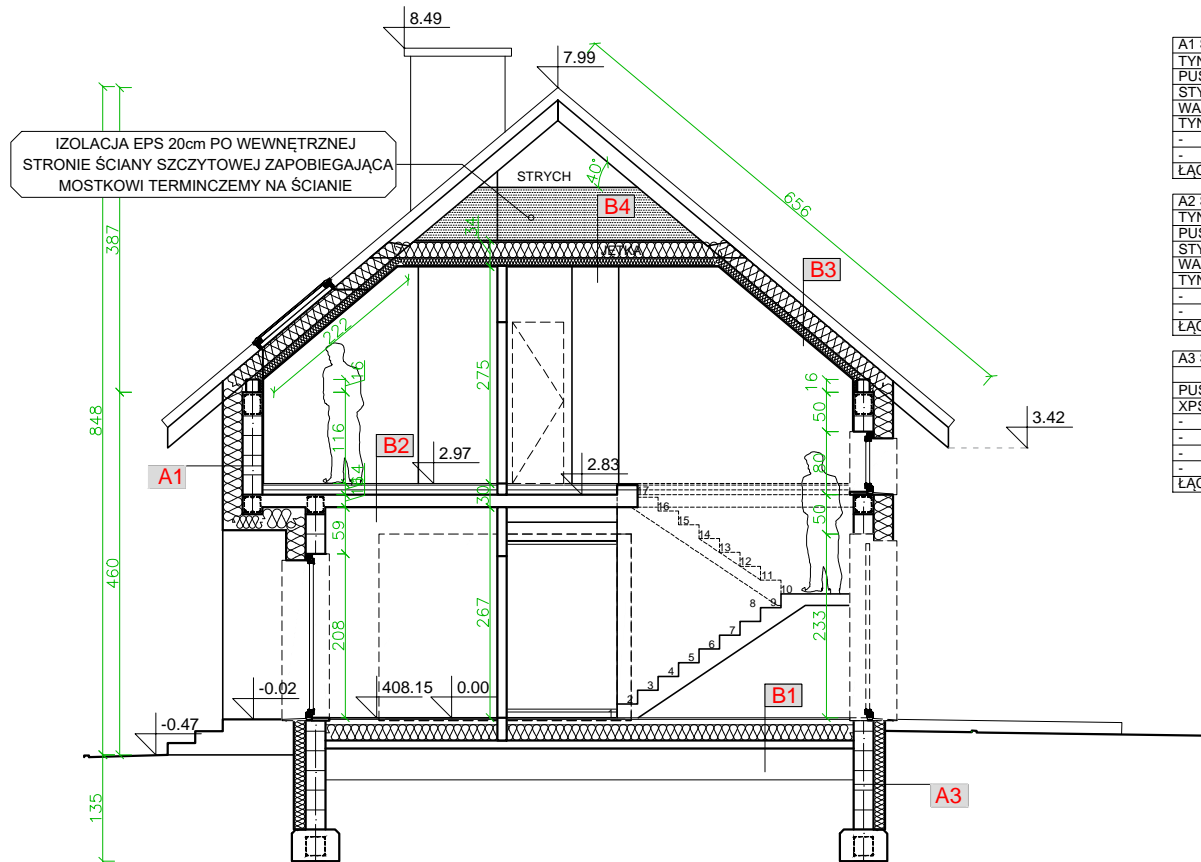 8.49
7.99
IZOLACJA EPS 20cm PO WEWNĘTRZNEJ
STRONIE ŚCIANY SZCZYTOWEJ ZAPOBIEGAJĄCA
MOSTKOWI TERMINCZEMY NA ŚCIANIE
STRYCH
40°
656
B4
387
34
JĘTKA
B3
222
16
275
16
848
116
50
3.42
B2
2.97
2.83
80
A1
30
17
16
15
14
13
12
11
10
59
50
460
9
8
7
6
5
4
3
2
1
208
267
233
-0.02
408.15
0.00
B1
-0.47
A3
135
A1
TYN
PUS
STY
WA
TYN
-
-
ŁĄC
A2
TYN
PUS
STY
WA
TYN
-
-
ŁĄC
A3
PUS
XPS
-
-
-
-
ŁĄC